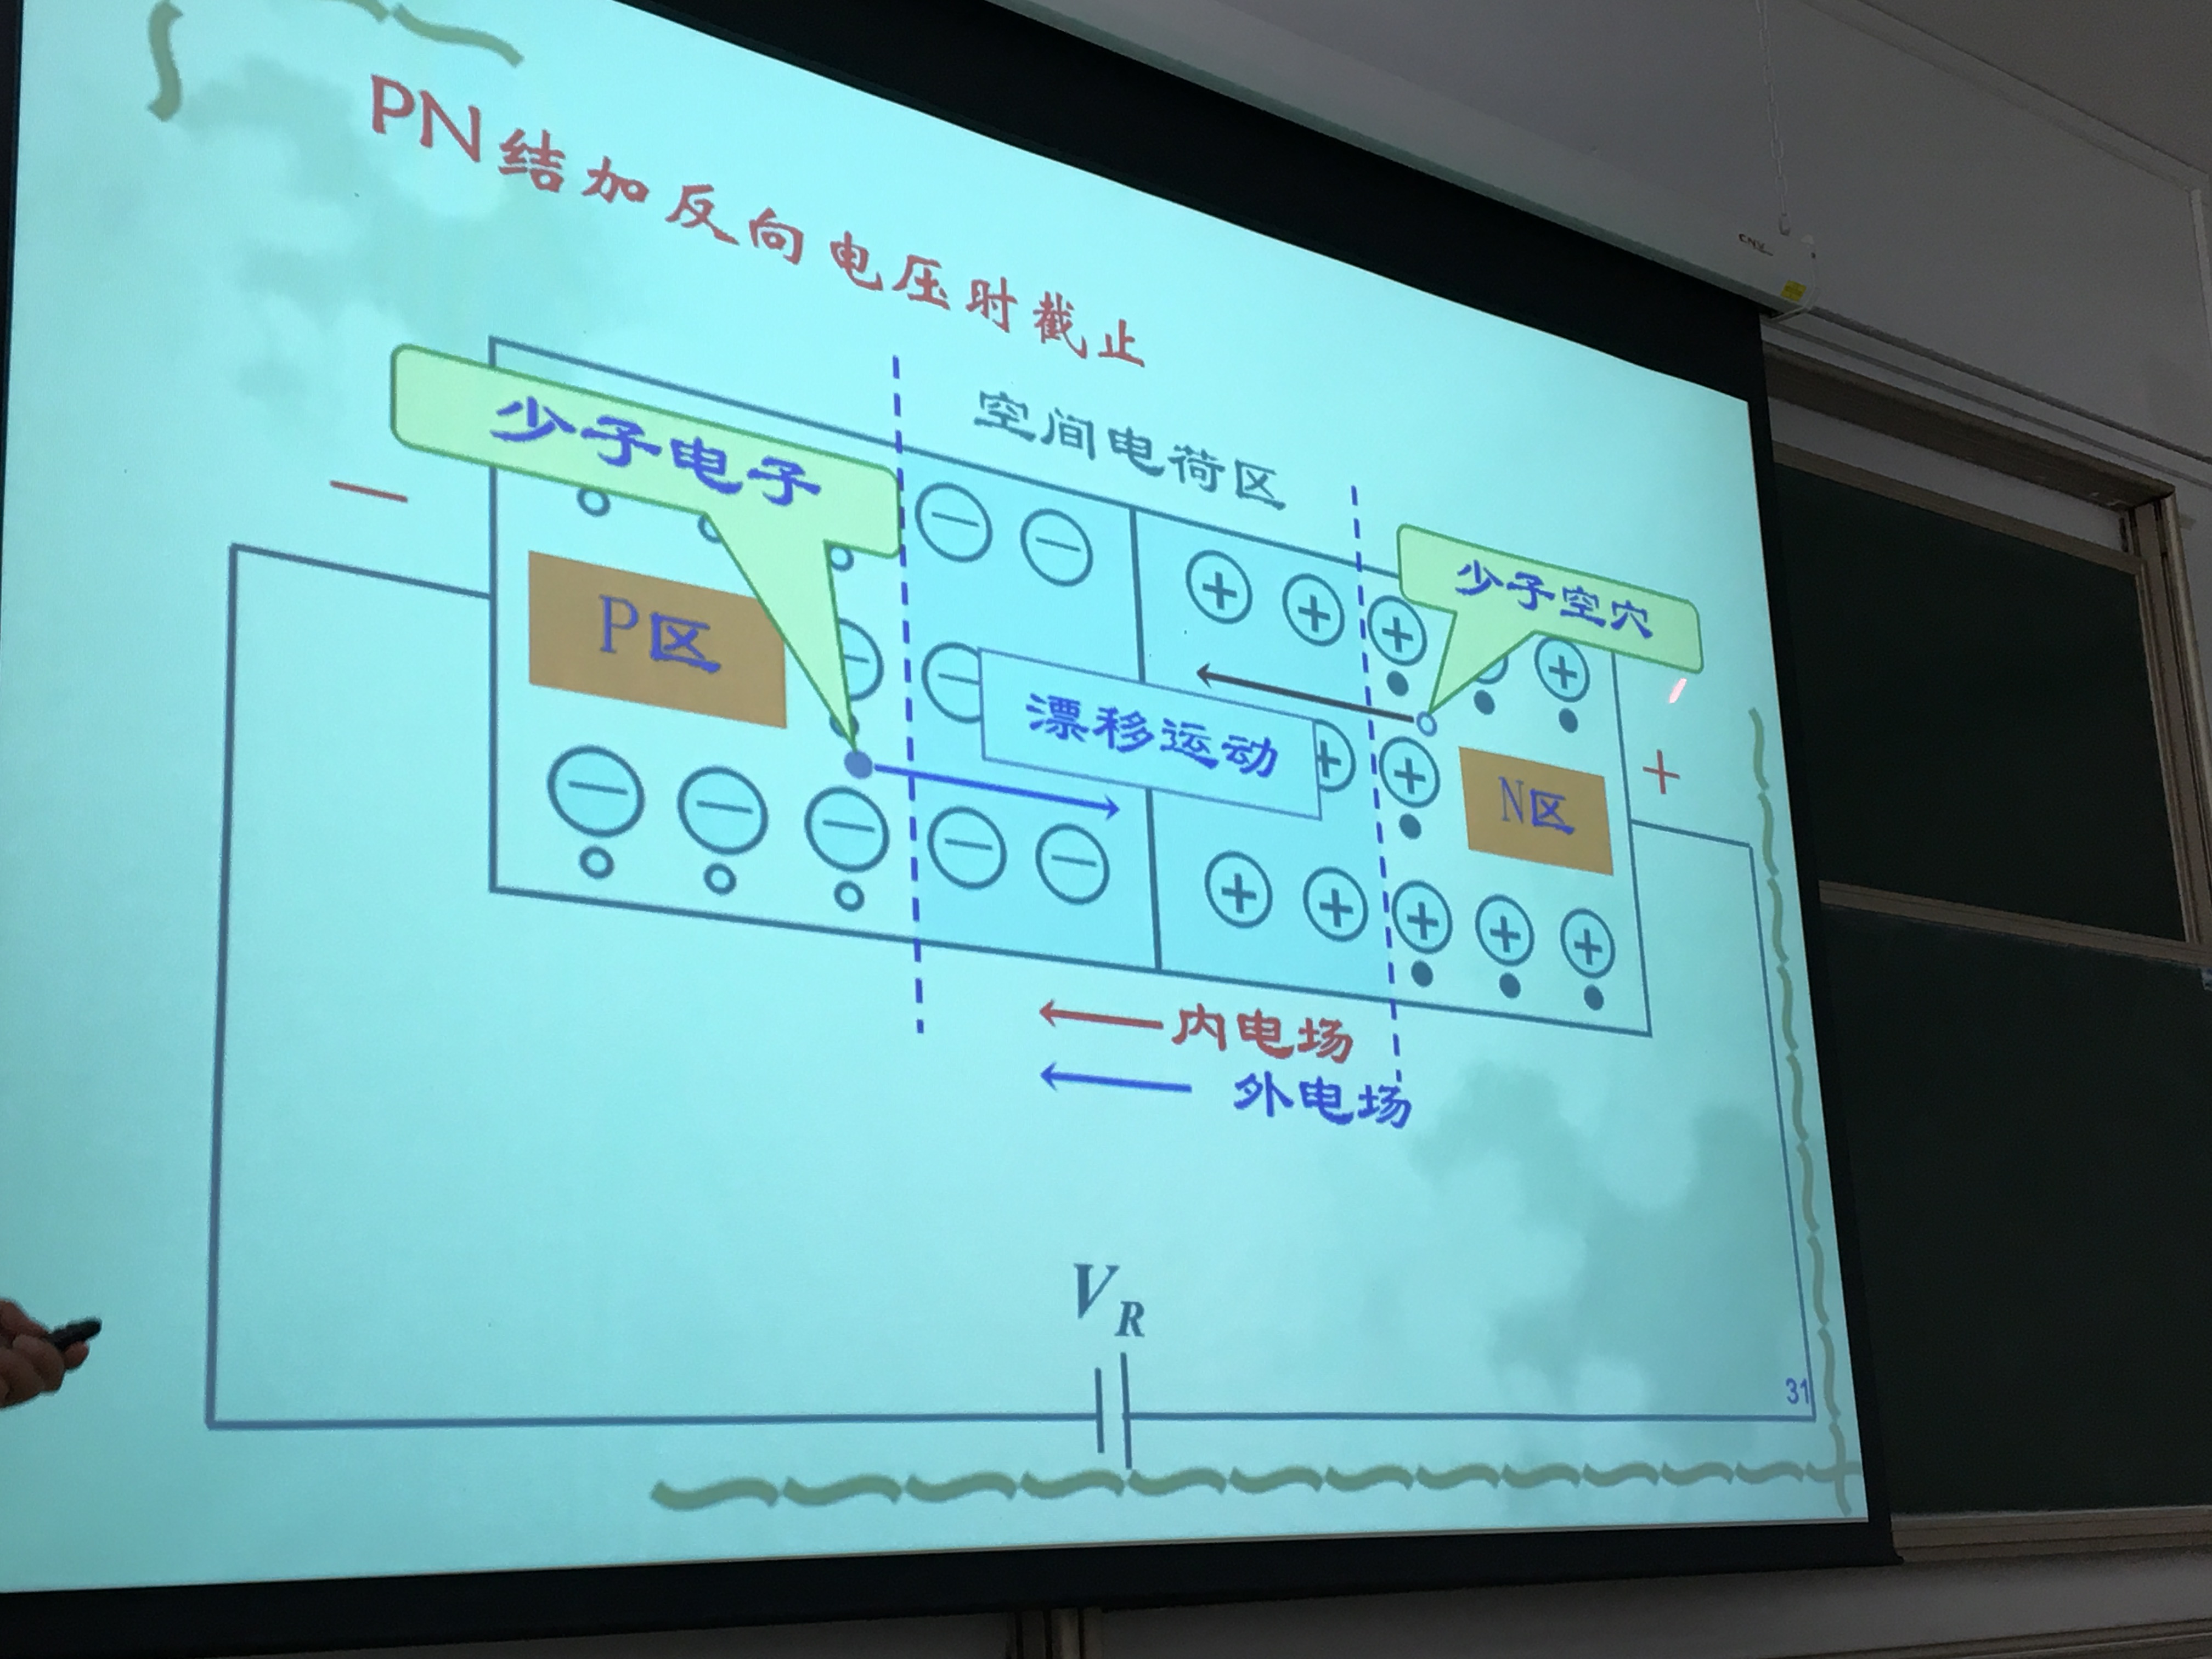 PN结加反向电压时截止
空间电荷区
少子电子
少子空穴
—
P区
漂移运动
N区
+
内电场
外电场
V_R
31